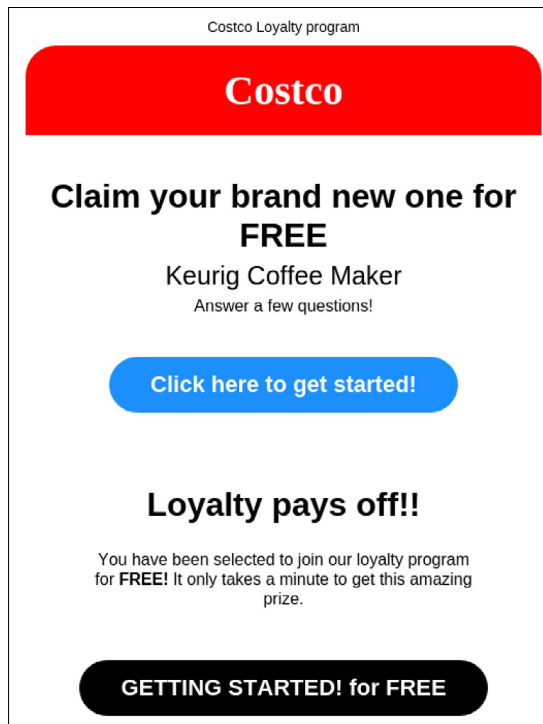 Costco Loyalty program
Costco
Claim your brand new one for
FREE
Keurig Coffee Maker
Answer a few questions!
Click here to get started!
Loyalty pays off!!
You have been selected to join our loyalty program
for FREE! It only takes a minute to get this amazing
prize.
GETTING STARTED! for FREE